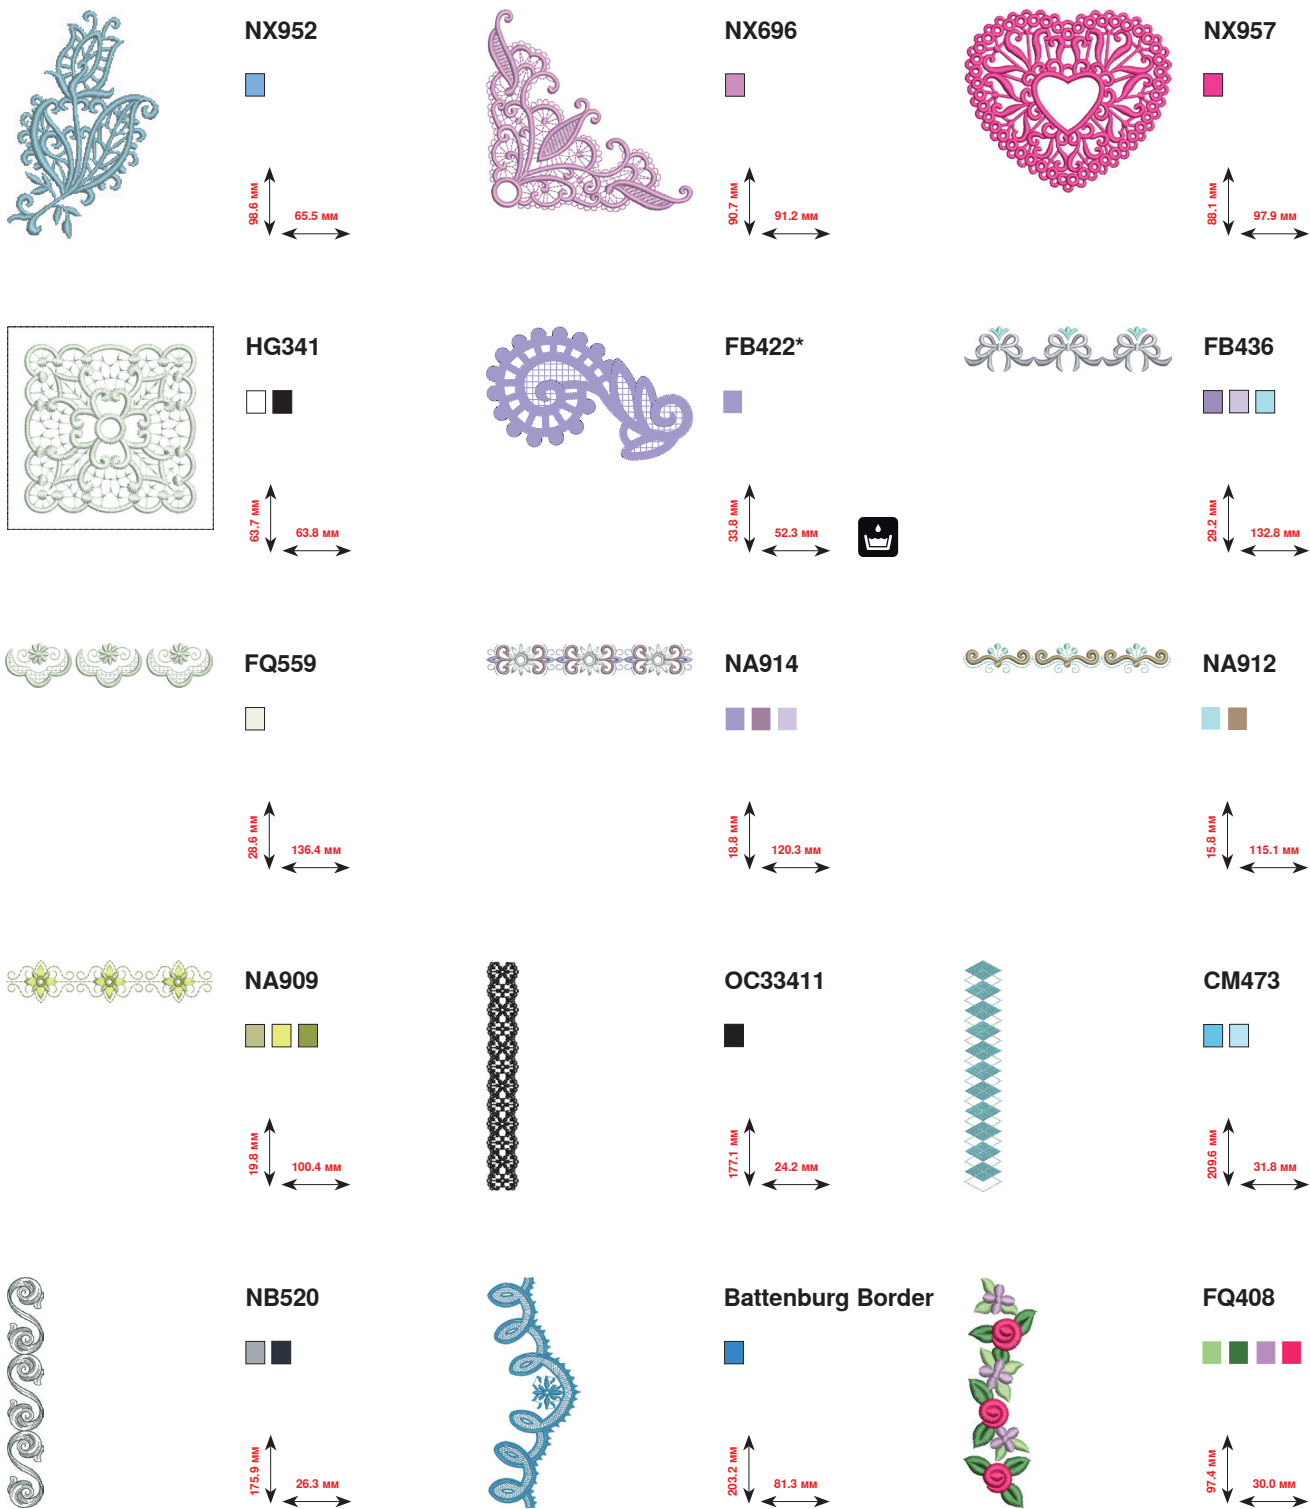 NX952
98.6 мм
65.5 мм
NX696
90.7 мм
91.2 мм
NX957
88.1 мм
97.9 мм
HG341
63.7 мм
63.8 мм
FB422*
33.8 мм
52.3 мм
FB436
29.2 мм
132.8 мм
FQ559
28.6 мм
136.4 мм
NA914
18.8 мм
120.3 мм
NA912
15.8 мм
115.1 мм
NA909
19.8 мм
100.4 мм
OC33411
177.1 мм
24.2 мм
CM473
209.6 мм
31.8 мм
NB520
175.9 мм
26.3 мм
Battenburg Border
203.2 мм
81.3 мм
FQ408
97.4 мм
30.0 мм